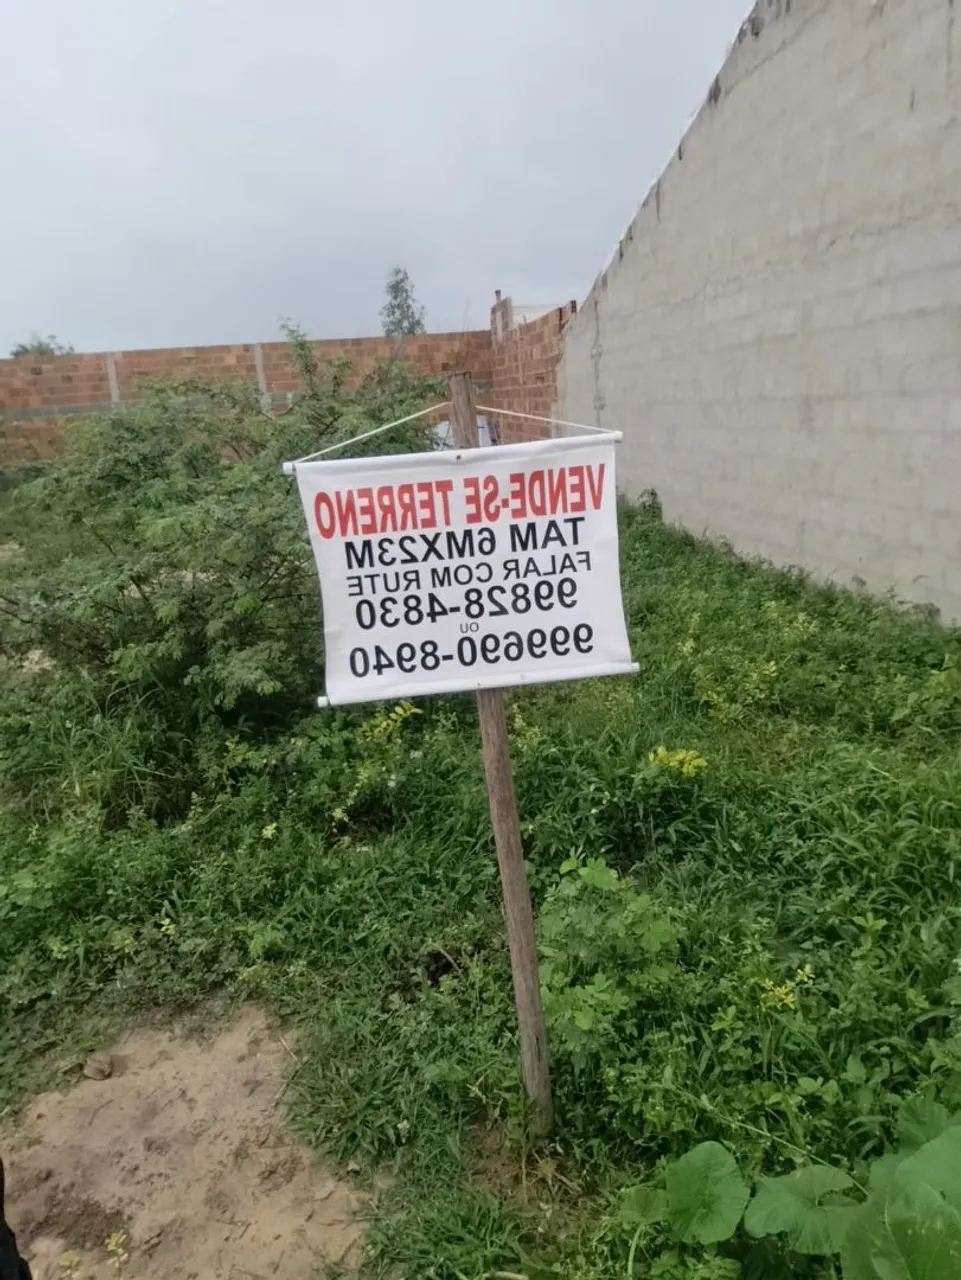 VENDE-SE TERRENO
TAM 6MX23M
FALAR COM RUTE
99828-4830
OU
999690-8940